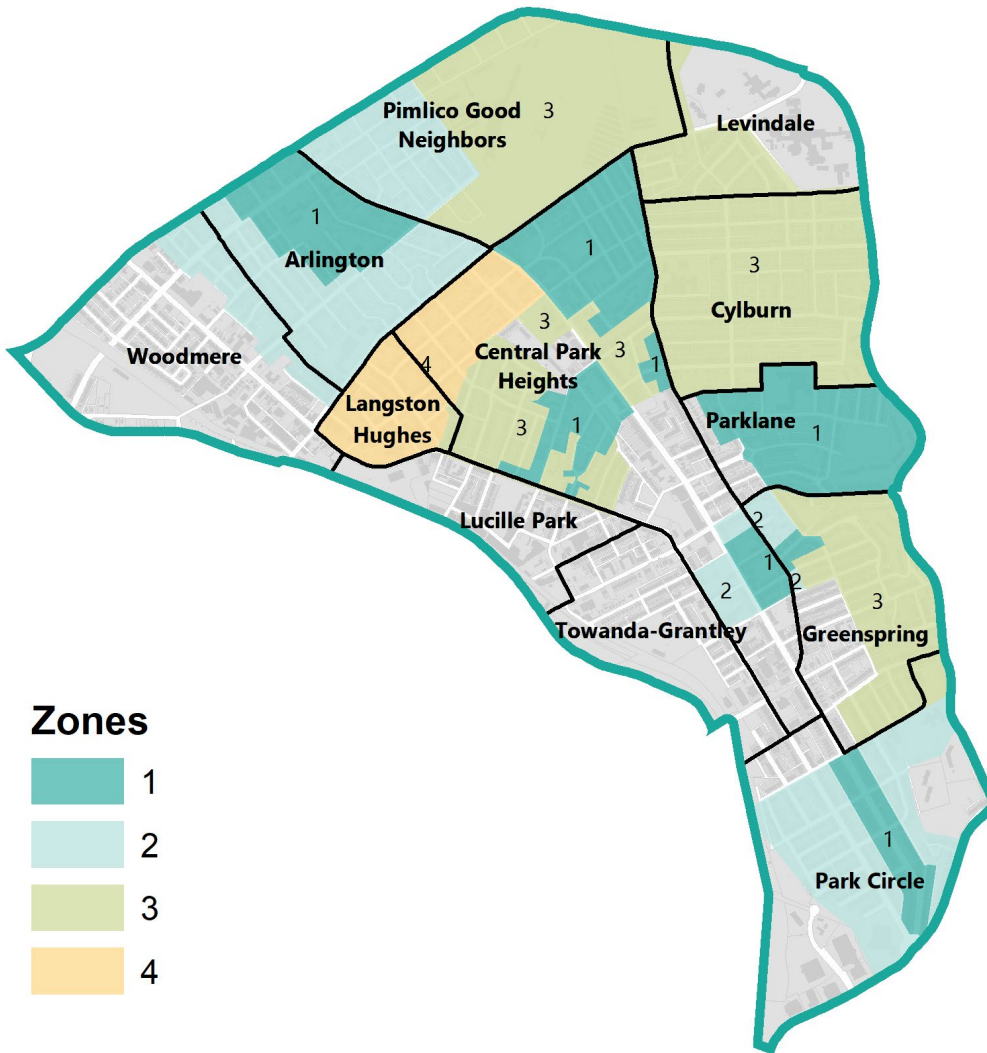 Pimlico Good
Neighbors
3
Levindale
1
Arlington
1
3
Cylburn
Woodmere
3
Central Park
Heights
3
1
4
Langston
Hughes
3
1
Parklane
1
Lucille Park
2
1
2
2
3
Towanda-Grantley
Greenspring
1
Park Circle
Zones
1
2
3
4